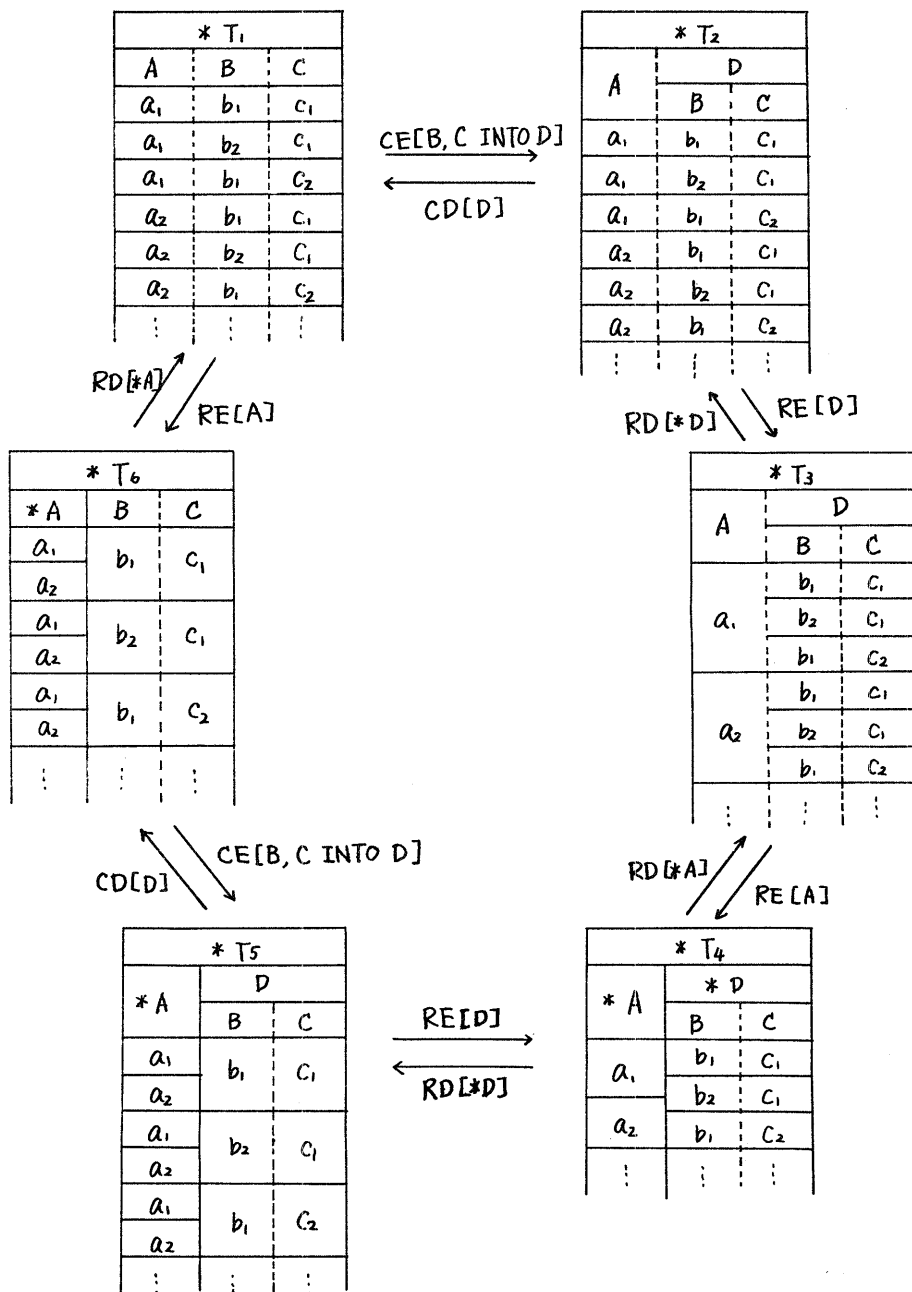 * T₁
A B C
a₁ b₁ c₁
a₁ b₂ c₁
a₁ b₁ c₂
a₂ b₁ c₁
a₂ b₂ c₁
a₂ b₁ c₂
⋮ ⋮ ⋮
CE[B, C INTO D]
CD[D]
* T₂
A D
B C
a₁ b₁ c₁
a₁ b₂ c₁
a₁ b₁ c₂
a₂ b₁ c₁
a₂ b₂ c₁
a₂ b₁ c₂
⋮ ⋮ ⋮
RD[*A]
RE[A]
RD[*D]
RE[D]
* T₆
*A B C
a₁ b₁ c₁
a₂
a₁ b₂ c₁
a₂
a₁ b₁ c₂
a₂
⋮ ⋮ ⋮
* T₃
A D
B C
b₁ c₁
a₁ b₂ c₁
b₁ c₂
b₁ c₁
a₂ b₂ c₁
b₁ c₂
⋮ ⋮ ⋮
CD[D]
CE[B, C INTO D]
RD[*A]
RE[A]
* T₅
*A D
B C
a₁ b₁ c₁
a₂
a₁ b₂ c₁
a₂
a₁ b₁ c₂
a₂
⋮ ⋮ ⋮
RE[D]
RD[*D]
* T₄
*A *D
B C
a₁ b₁ c₁
b₂ c₁
a₂ b₁ c₂
⋮ ⋮ ⋮